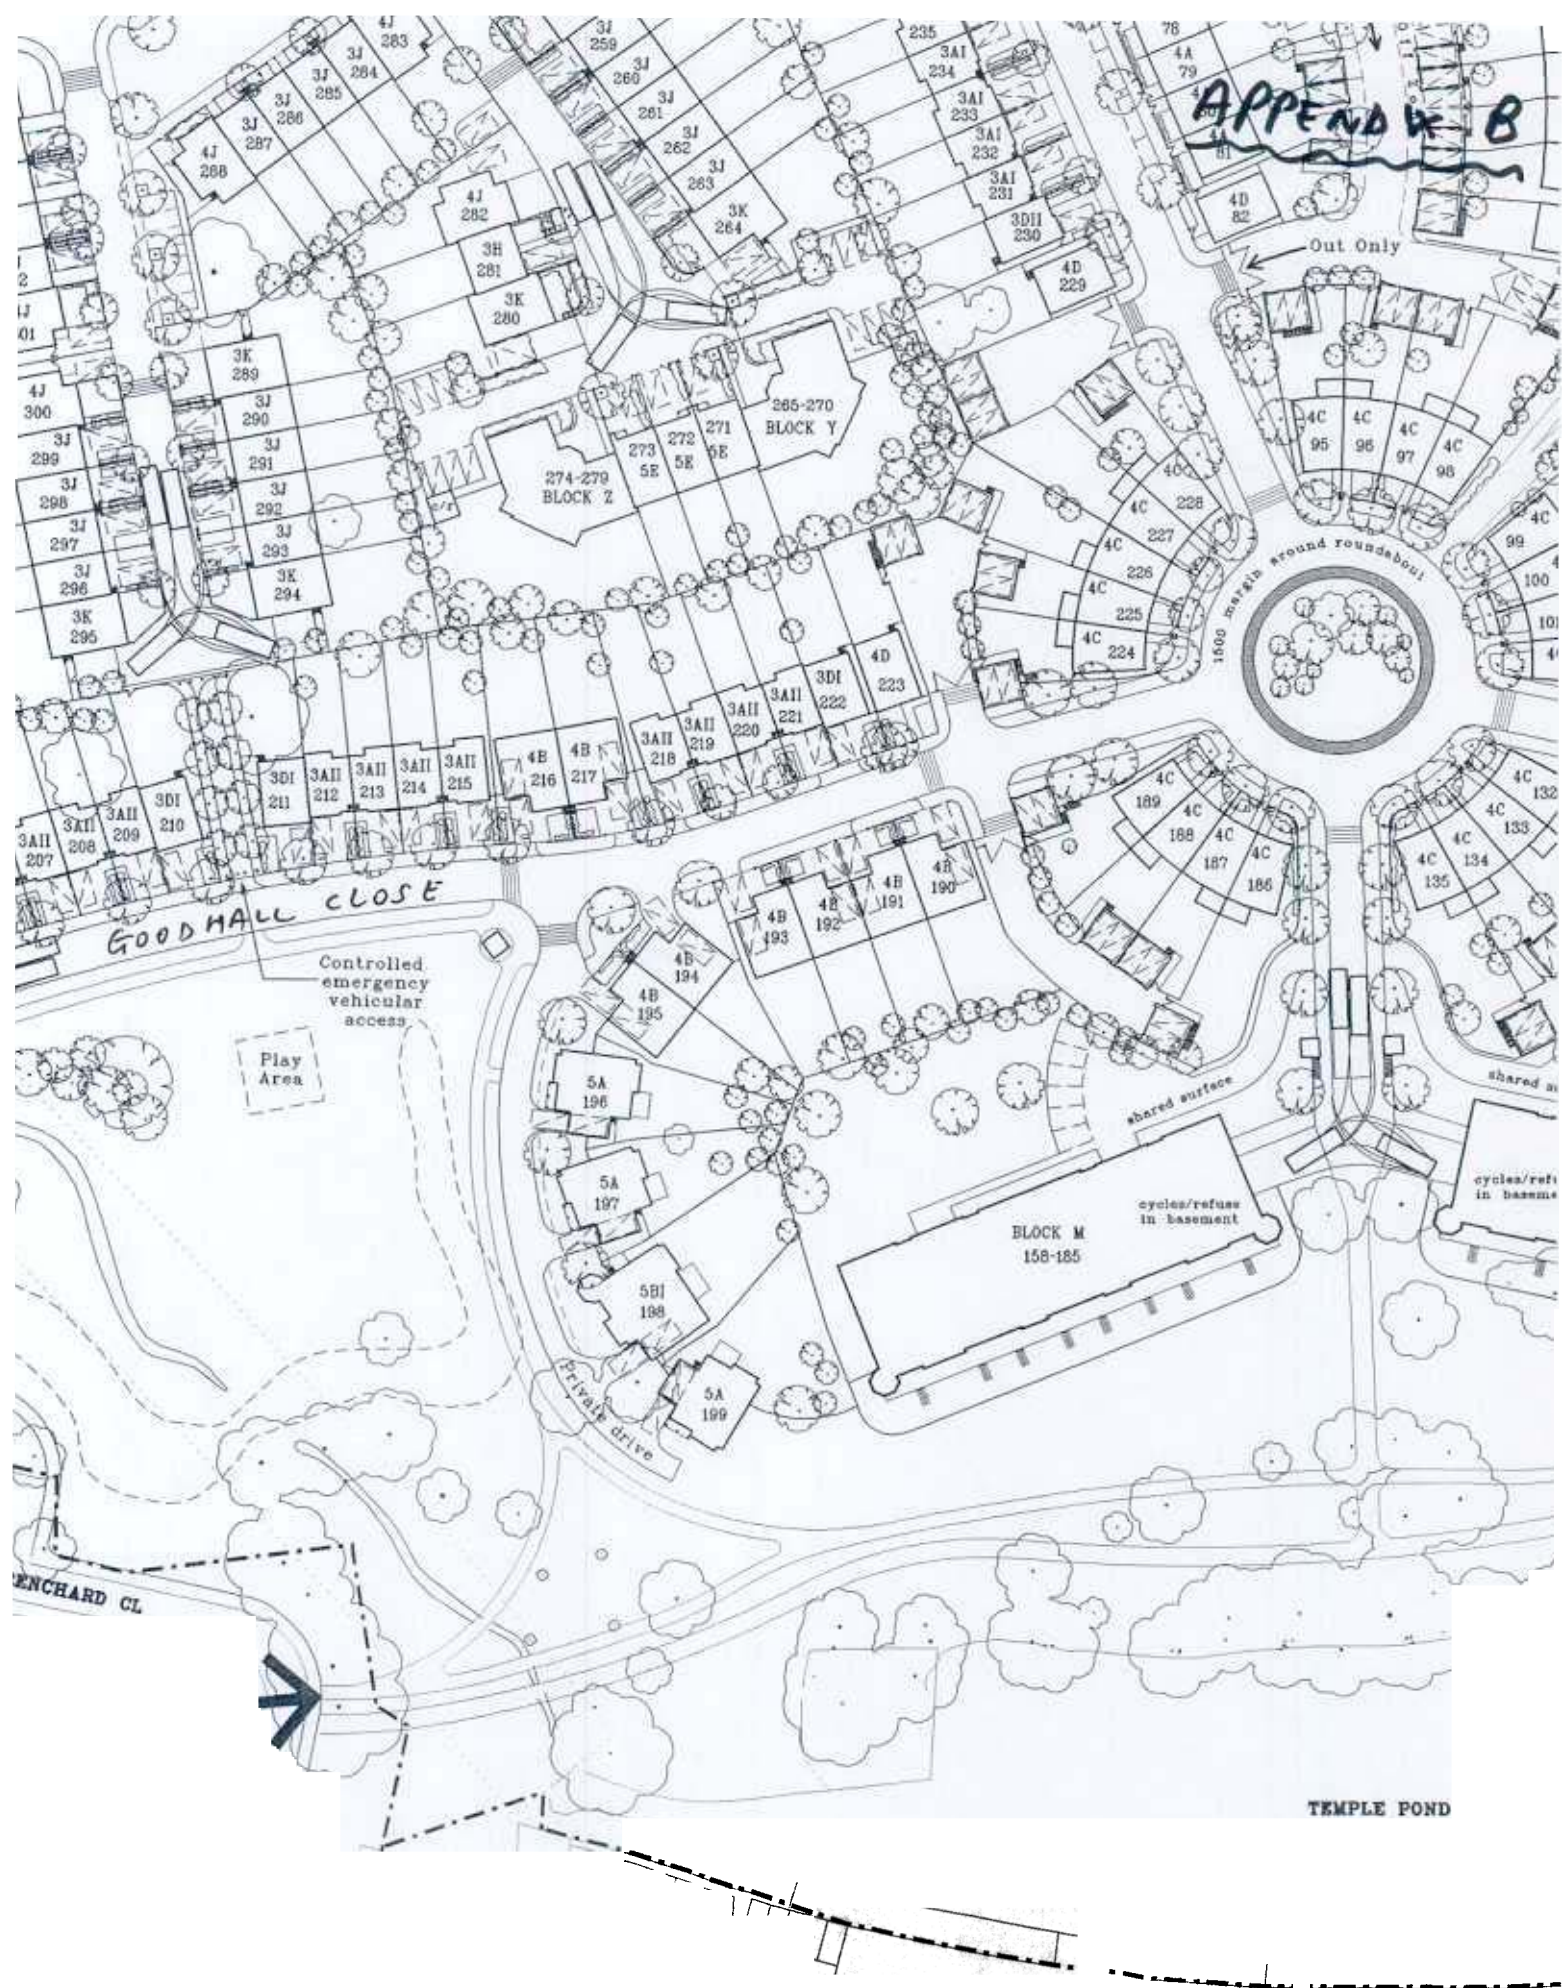 APPENDIX B
4J
283
3J
284
3J
285
3J
286
3J
287
4J
288
3J
259
3J
260
3J
261
3J
262
3J
263
3K
264
235
3AI
234
3AI
233
3AI
232
3AI
231
3DII
230
4D
229
78
4A
79
81
4D
82
Out Only
4J
282
3H
281
3K
280
3K
289
3J
290
3J
291
3J
292
3J
293
3K
294
4J
300
3J
299
3J
298
3J
297
3J
296
3K
295
265-270
BLOCK Y
271
5E
272
5E
273
5E
274-279
BLOCK Z
4C
95
4C
96
4C
97
4C
98
4C
99
100
228
4C
227
4C
226
4C
225
4C
224
1000 margin around roundabout
4D
223
3DI
222
3AII
221
3AII
220
3AII
219
3AII
218
4B
217
4B
216
3AII
215
3AII
214
3AII
213
3AII
212
3DI
211
3DI
210
3AII
209
3AII
208
3AII
207
GOODHALL CLOSE
Controlled
emergency
vehicular
access
Play
Area
4C
189
4C
188
4C
187
4C
186
4C
132
4C
133
4C
134
4C
135
4B
190
4B
191
4B
192
4B
193
4B
194
4B
195
5A
196
5A
197
5BI
198
5A
199
Private drive
shared surface
shared
cycles/refuse
in basement
BLOCK M
158-185
cycles/refu
in baseme
ENCHARD CL
TEMPLE POND